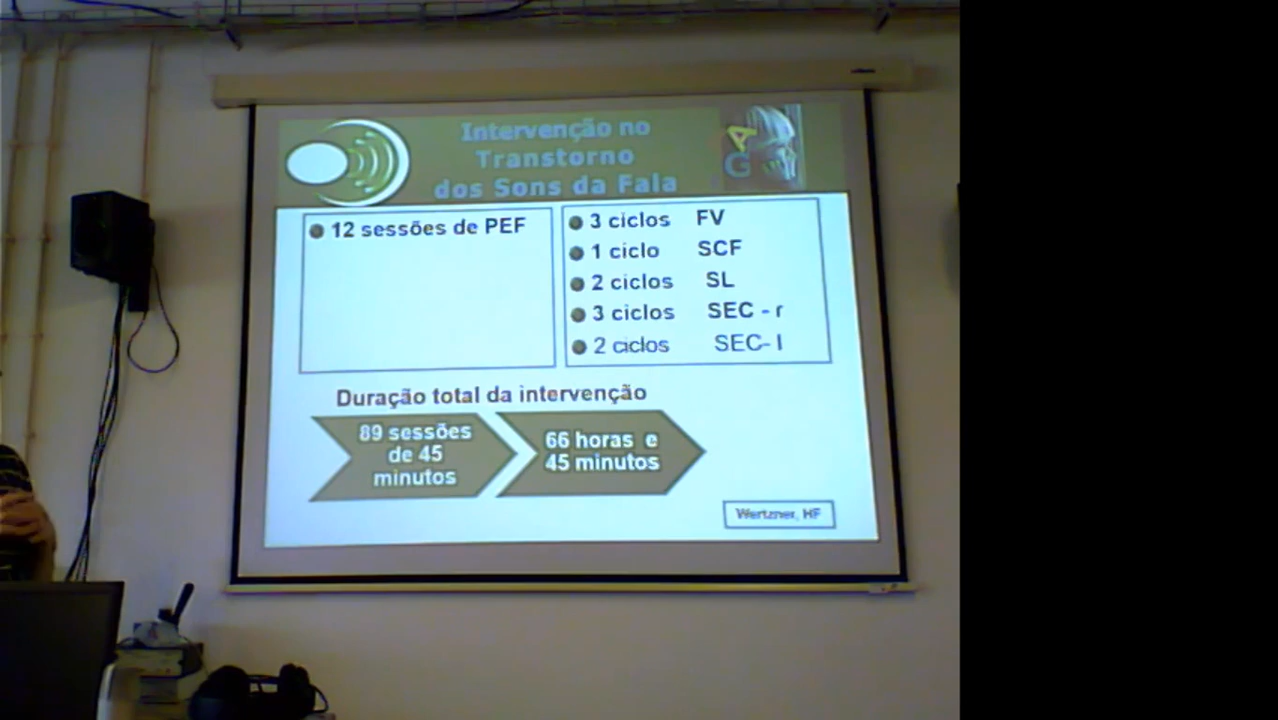 Intervenção no
Transtorno
dos Sons da Fala
A
G
12 sessões de PEF
3 ciclos FV
1 ciclo SCF
2 ciclos SL
3 ciclos SEC - r
2 ciclos SEC- l
Duração total da intervenção
89 sessões
de 45
minutos
66 horas e
45 minutos
Wertzner, HF